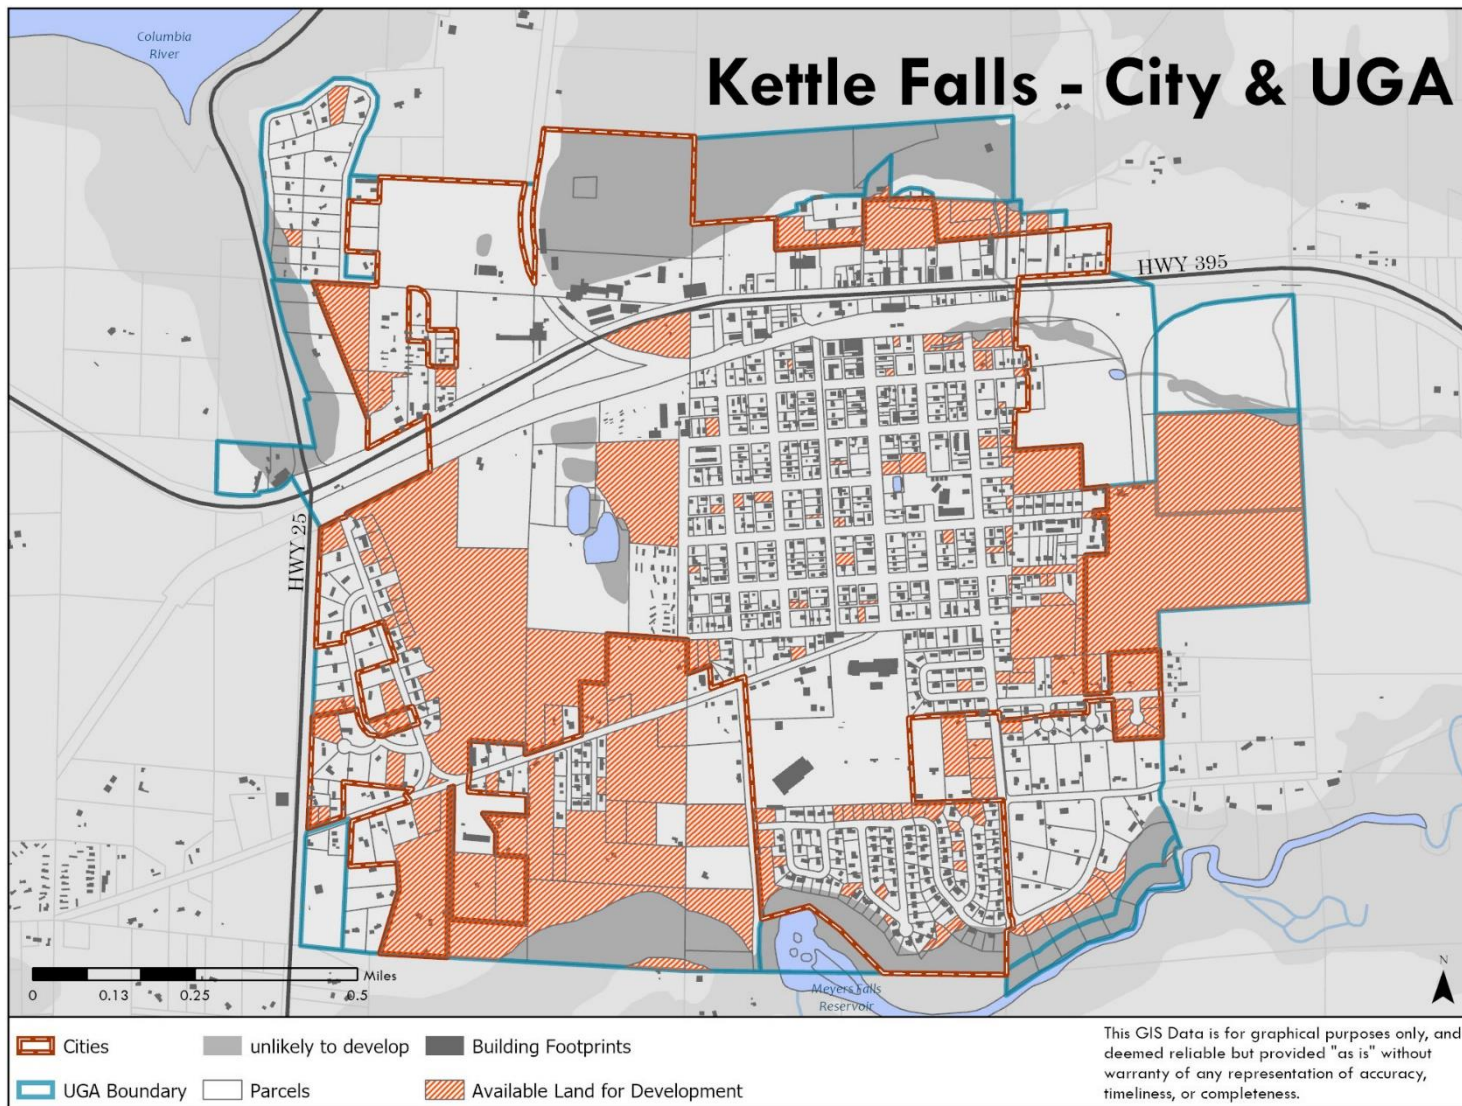 Columbia
River
Kettle Falls - City & UGA
HWY 395
HWY 25
Miles
0 0.13 0.25 0.5
Meyers Falls
Reservoir
N
Cities
unlikely to develop
Building Footprints
UGA Boundary
Parcels
Available Land for Development
This GIS Data is for graphical purposes only, and
deemed reliable but provided "as is" without
warranty of any representation of accuracy,
timeliness, or completeness.